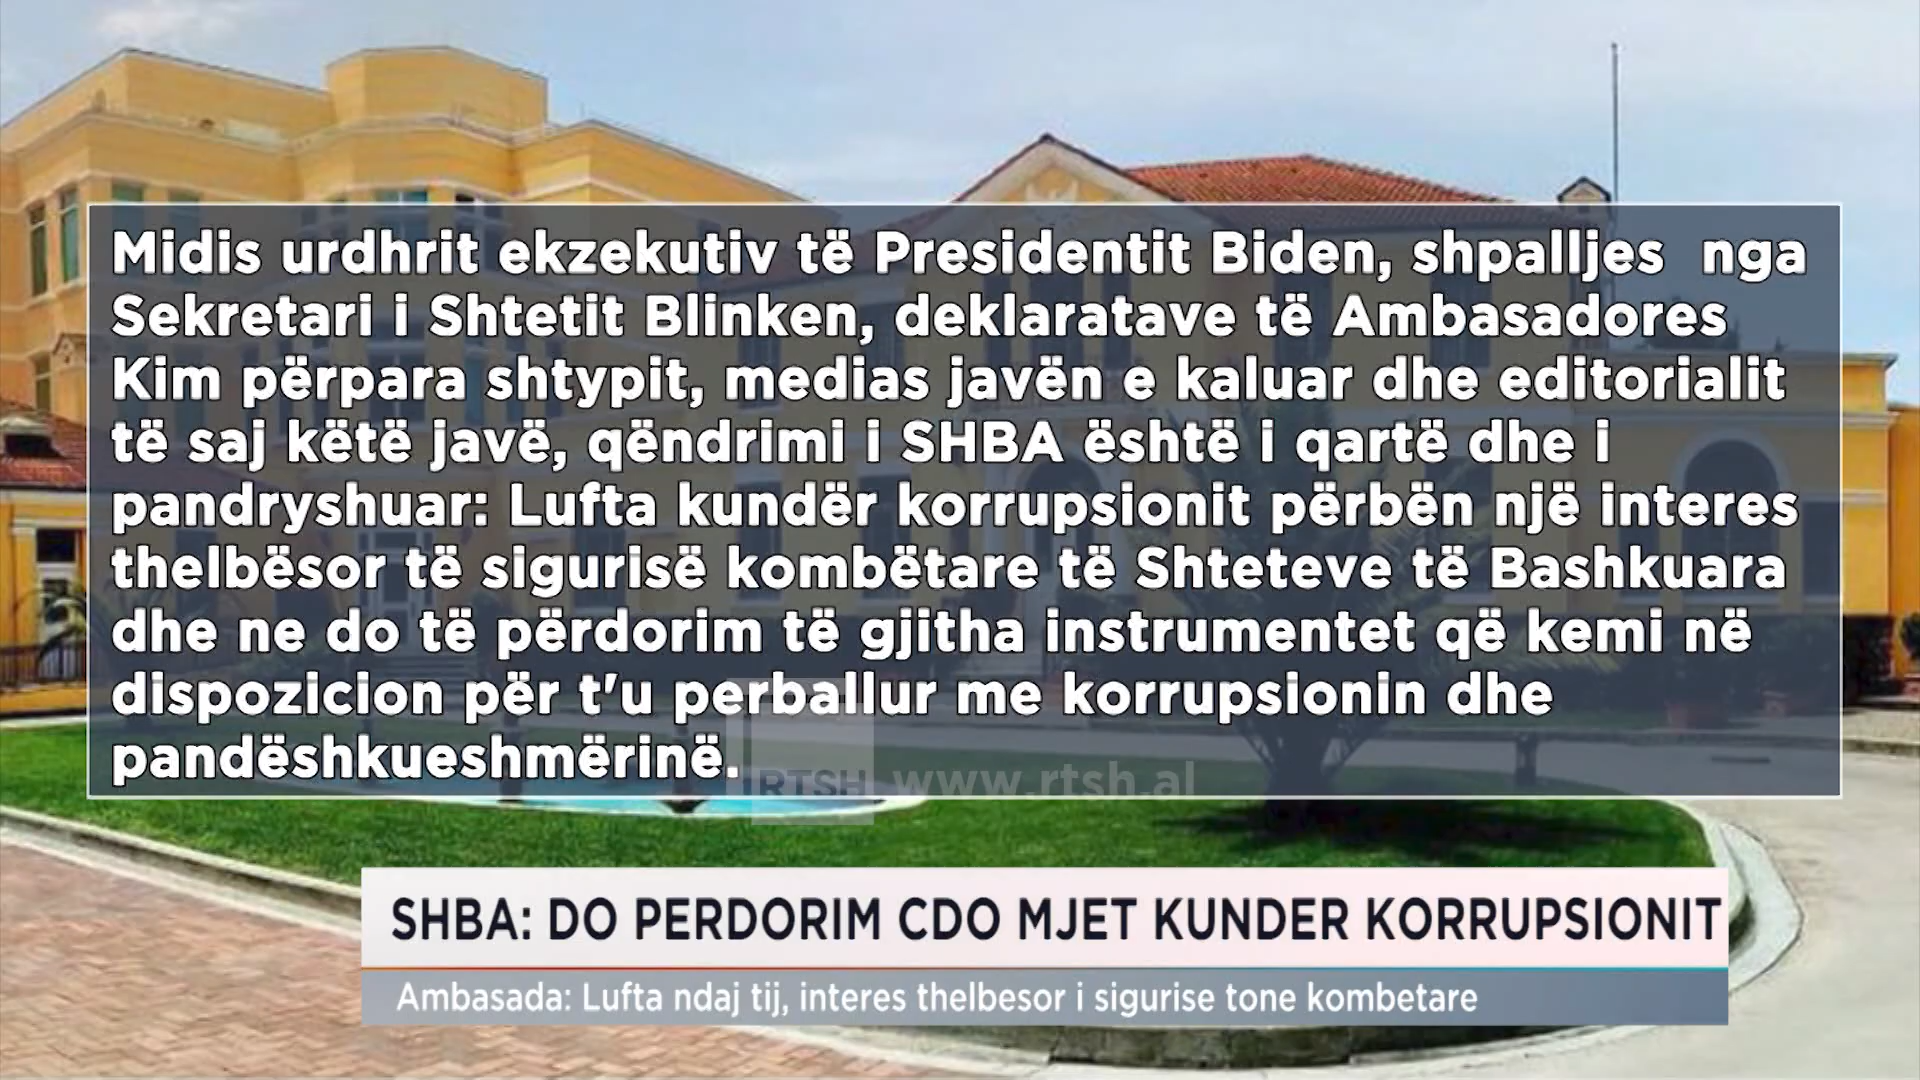 Midis urdhrit ekzekutiv të Presidentit Biden, shpalljes nga
Sekretari i Shtetit Blinken, deklaratave të Ambasadores
Kim përpara shtypit, medias javën e kaluar dhe editorialit
të saj këtë javë, qëndrimi i SHBA është i qartë dhe i
pandryshuar: Lufta kundër korrupsionit përbën një interes
thelbësor të sigurisë kombëtare të Shteteve të Bashkuara
dhe ne do të përdorim të gjitha instrumentet që kemi në
dispozicion për t'u perballur me korrupsionin dhe
pandëshkueshmërinë.
RTSH www.rtsh.al
SHBA: DO PERDORIM CDO MJET KUNDER KORRUPSIONIT
Ambasada: Lufta ndaj tij, interes thelbesor i sigurise tone kombetare